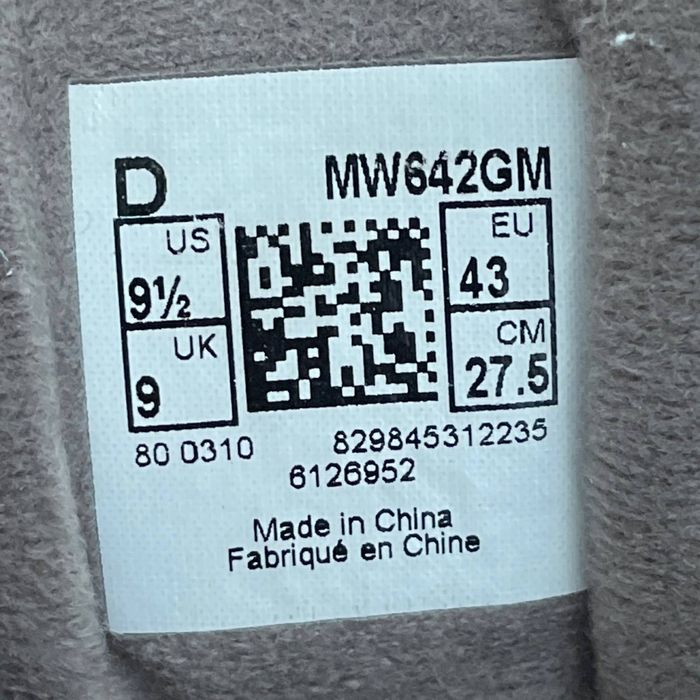 D MW642GM
US
9½
UK
9
EU
43
CM
27.5
80 0310 829845312235
6126952
Made in China
Fabriqué en Chine